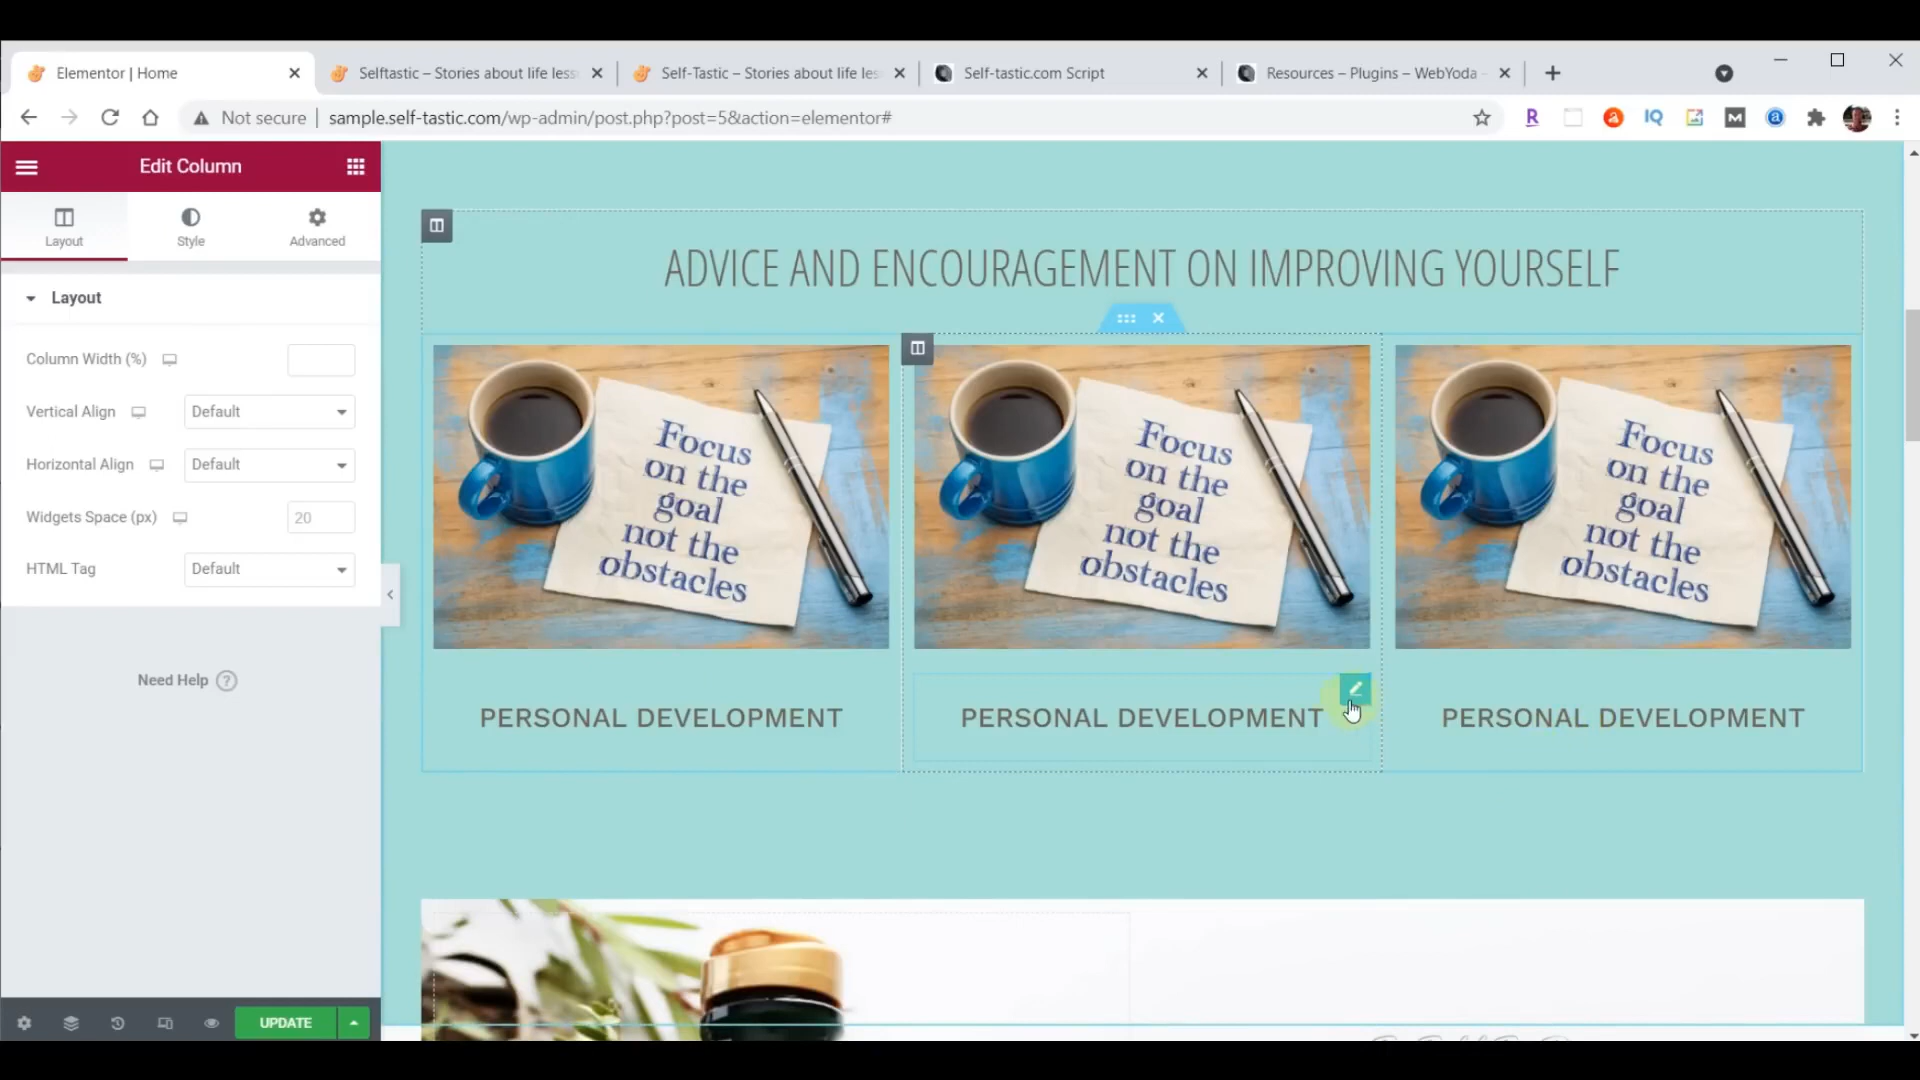 Elementor | Home
Selftastic – Stories about life less
Self-Tastic – Stories about life les
Self-tastic.com Script
Resources – Plugins – WebYoda -
Not secure | sample.self-tastic.com/wp-admin/post.php?post=5&action=elementor#
Edit Column
Layout
Style
Advanced
Layout
Column Width (%)
Vertical Align
Default
Horizontal Align
Default
Widgets Space (px)
20
HTML Tag
Default
Need Help ?
UPDATE
ADVICE AND ENCOURAGEMENT ON IMPROVING YOURSELF
Focus
on the
goal
not the
obstacles
PERSONAL DEVELOPMENT
Focus
on the
goal
not the
obstacles
PERSONAL DEVELOPMENT
Focus
on the
goal
not the
obstacles
PERSONAL DEVELOPMENT